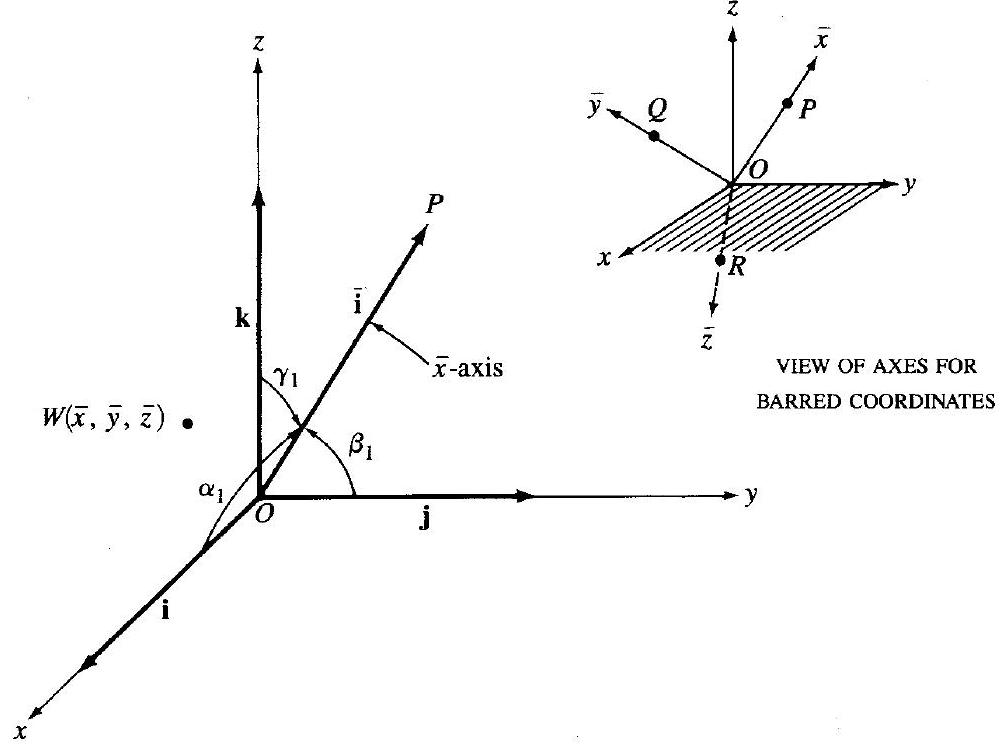 z
x̄
P
ȳ
Q
O
y
x
R
z̄
VIEW OF AXES FOR
BARRED COORDINATES
z
P
ī
k
x̄-axis
γ₁
W(x̄, ȳ, z̄)
β₁
α₁
O
j
y
i
x